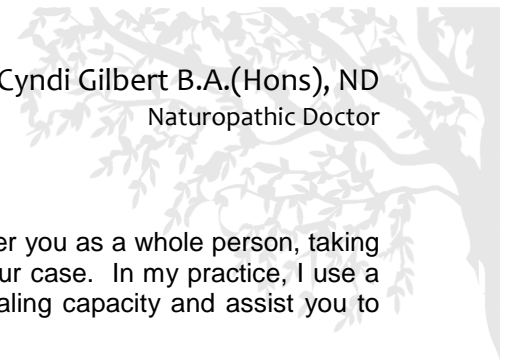 Cyndi Gilbert B.A.(Hons), ND
Naturopathic Doctor
er you as a whole person, taking
ur case. In my practice, I use a
aling capacity and assist you to